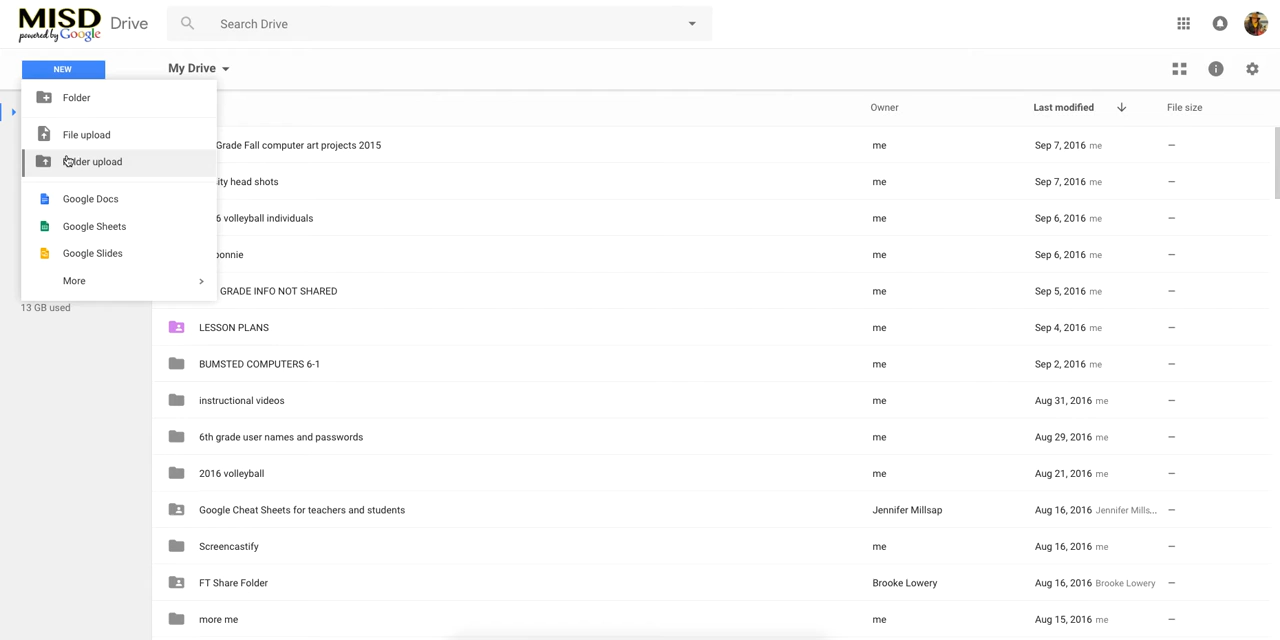 MISD
powered by Google
Drive
Search Drive
NEW
My Drive
Folder
File upload
Folder upload
Google Docs
Google Sheets
Google Slides
More
13 GB used
Owner
Last modified
File size
Grade Fall computer art projects 2015
me
Sep 7, 2016 me
–
head shots
me
Sep 7, 2016 me
–
6 volleyball individuals
me
Sep 6, 2016 me
–
onnie
me
Sep 6, 2016 me
–
GRADE INFO NOT SHARED
me
Sep 5, 2016 me
–
LESSON PLANS
me
Sep 4, 2016 me
–
BUMSTED COMPUTERS 6-1
me
Sep 2, 2016 me
–
instructional videos
me
Aug 31, 2016 me
–
6th grade user names and passwords
me
Aug 29, 2016 me
–
2016 volleyball
me
Aug 21, 2016 me
–
Google Cheat Sheets for teachers and students
Jennifer Millsap
Aug 16, 2016 Jennifer Mills...
–
Screencastify
me
Aug 16, 2016 me
–
FT Share Folder
Brooke Lowery
Aug 16, 2016 Brooke Lowery
–
more me
me
Aug 15, 2016 me
–